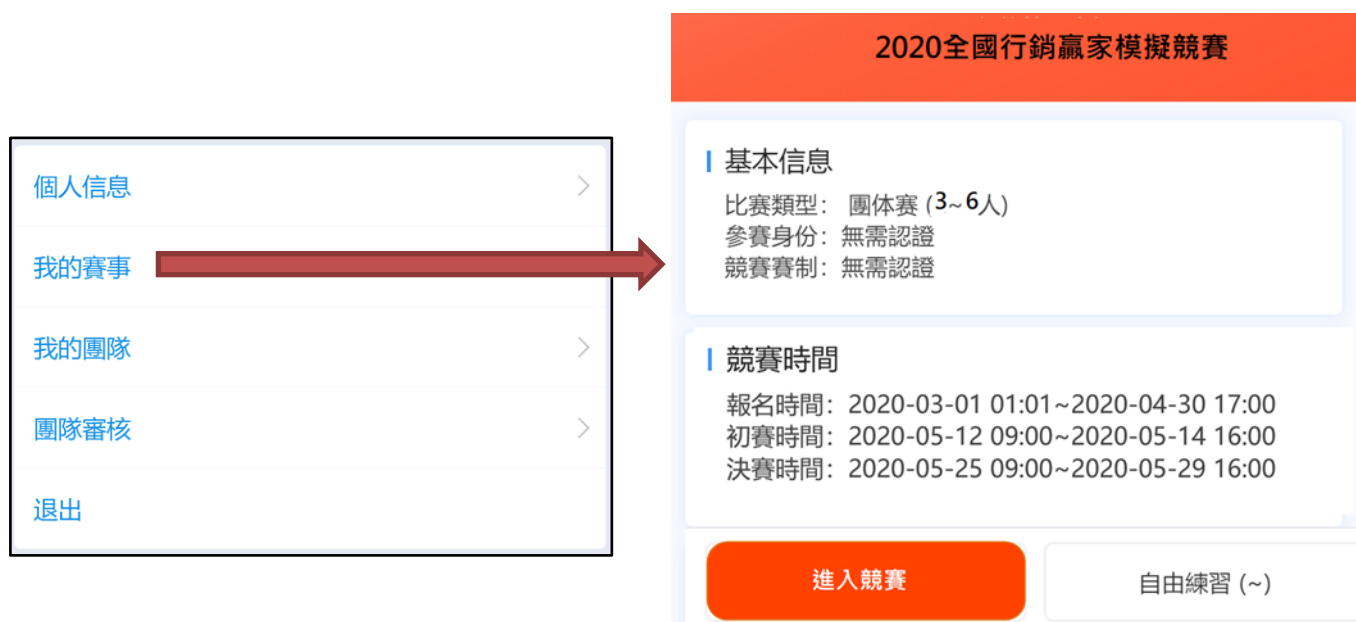 個人信息
我的賽事
我的團隊
團隊審核
退出
2020全國行銷贏家模擬競賽
基本信息
比赛類型： 團体赛 (3~6人)
參賽身份：無需認證
競賽賽制：無需認證
競賽時間
報名時間：2020-03-01 01:01~2020-04-30 17:00
初賽時間：2020-05-12 09:00~2020-05-14 16:00
決賽時間：2020-05-25 09:00~2020-05-29 16:00
進入競賽
自由練習 (~)